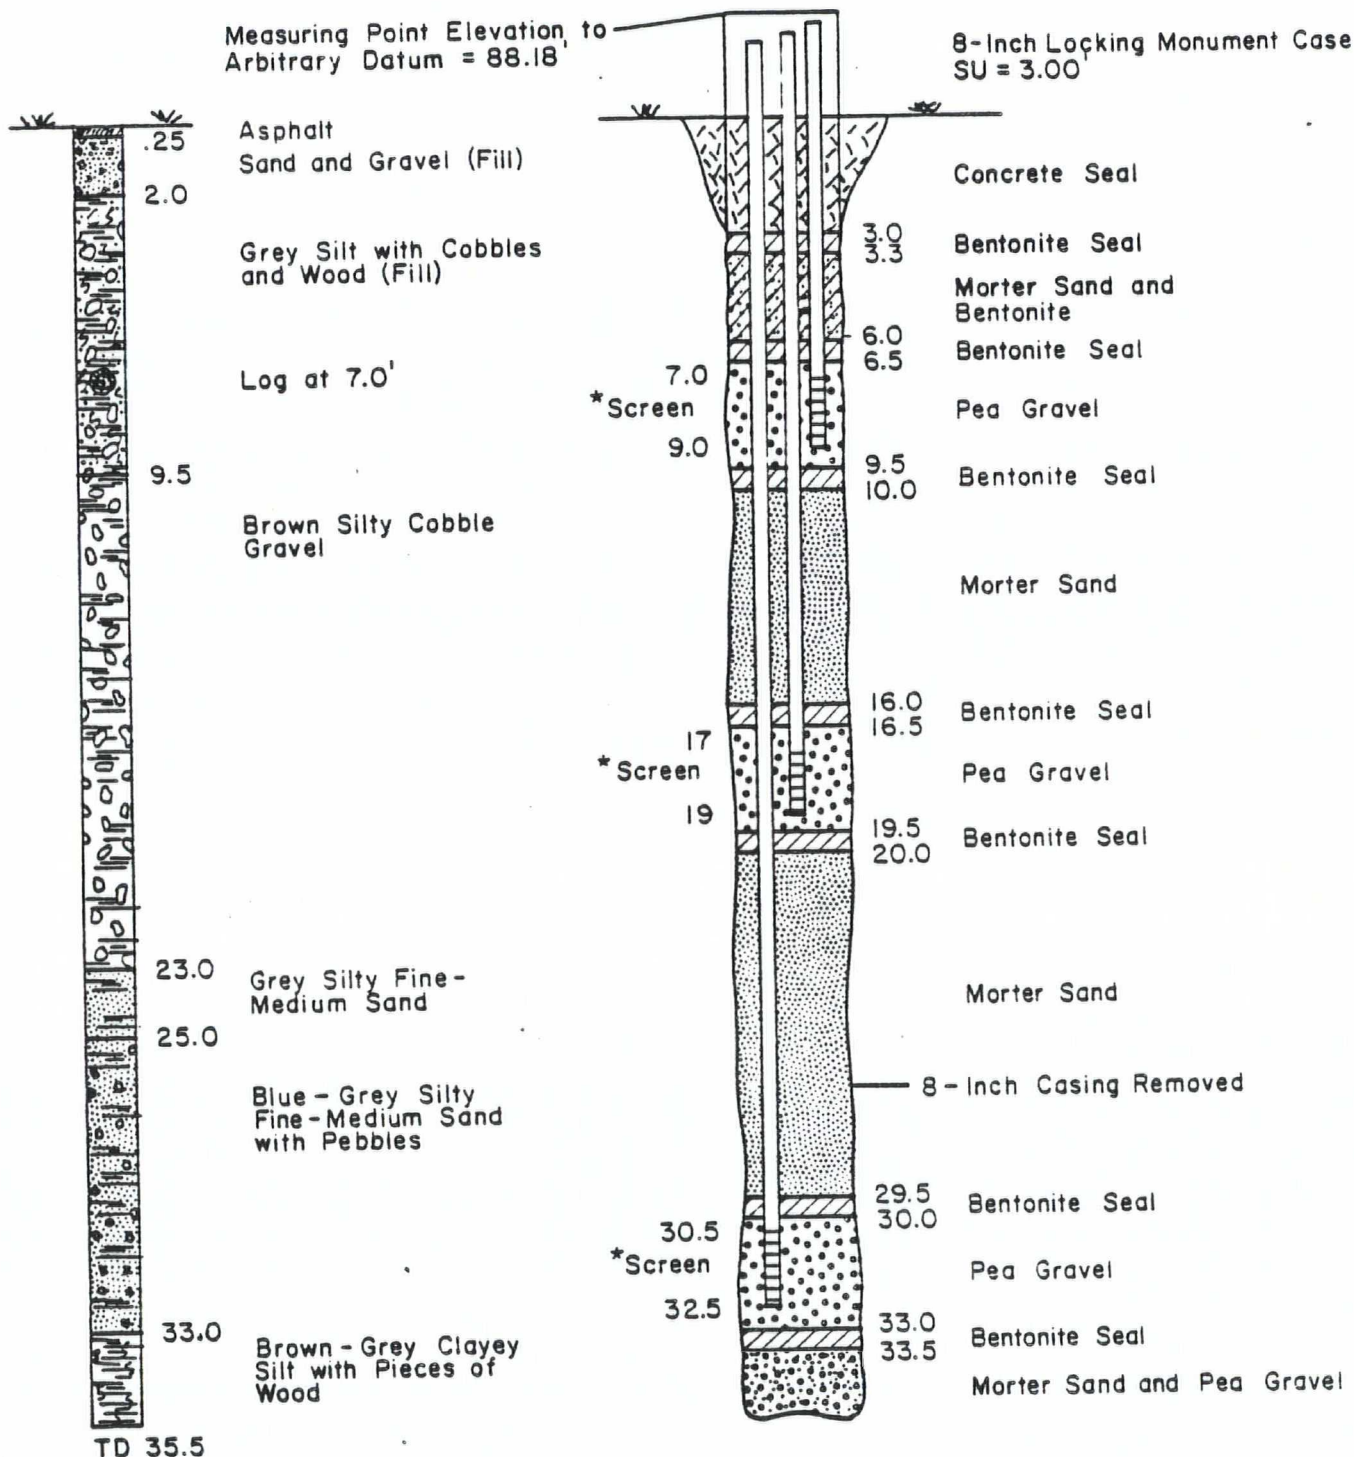 Measuring Point Elevation to
Arbitrary Datum = 88.18'
8-Inch Locking Monument Case
SU = 3.00'
.25
Asphalt
Sand and Gravel (Fill)
2.0
Grey Silt with Cobbles
and Wood (Fill)
Log at 7.0'
9.5
Brown Silty Cobble
Gravel
23.0
Grey Silty Fine-
Medium Sand
25.0
Blue-Grey Silty
Fine-Medium Sand
with Pebbles
33.0
Brown-Grey Clayey
Silt with Pieces of
Wood
TD 35.5
7.0
*Screen
9.0
17
*Screen
19
30.5
*Screen
32.5
Concrete Seal
3.0
3.3
Bentonite Seal
Morter Sand and
Bentonite
6.0
6.5
Bentonite Seal
Pea Gravel
9.5
10.0
Bentonite Seal
Morter Sand
16.0
16.5
Bentonite Seal
Pea Gravel
19.5
20.0
Bentonite Seal
Morter Sand
8-Inch Casing Removed
29.5
30.0
Bentonite Seal
Pea Gravel
33.0
33.5
Bentonite Seal
Morter Sand and Pea Gravel